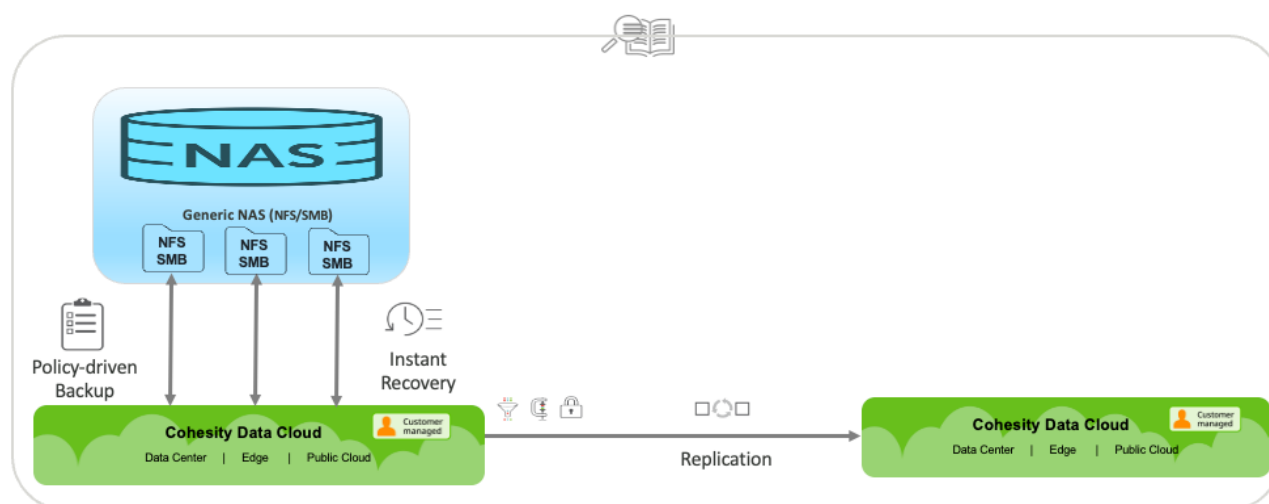 NAS
Generic NAS (NFS/SMB)
NFS
SMB
NFS
SMB
NFS
SMB
Policy-driven
Backup
Instant
Recovery
Cohesity Data Cloud
Customer
managed
Data Center | Edge | Public Cloud
Replication
Cohesity Data Cloud
Customer
managed
Data Center | Edge | Public Cloud